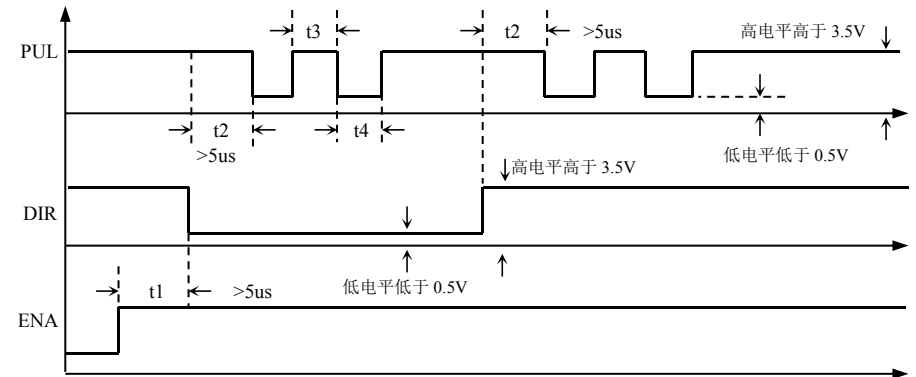 t3
t2
>5us
高电平高于 3.5V
PUL
t2
t4
>5us
低电平低于 0.5V
高电平高于 3.5V
DIR
t1
>5us
低电平低于 0.5V
ENA